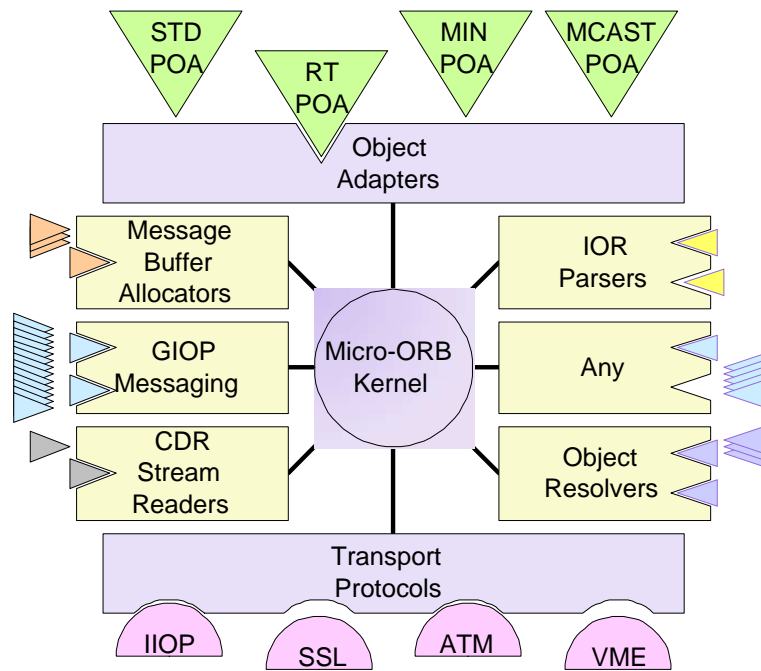 STD
POA
RT
POA
MIN
POA
MCAST
POA
Object
Adapters
Message
Buffer
Allocators
IOR
Parsers
GIOP
Messaging
Micro-ORB
Kernel
Any
CDR
Stream
Readers
Object
Resolvers
Transport
Protocols
IIOP
SSL
ATM
VME